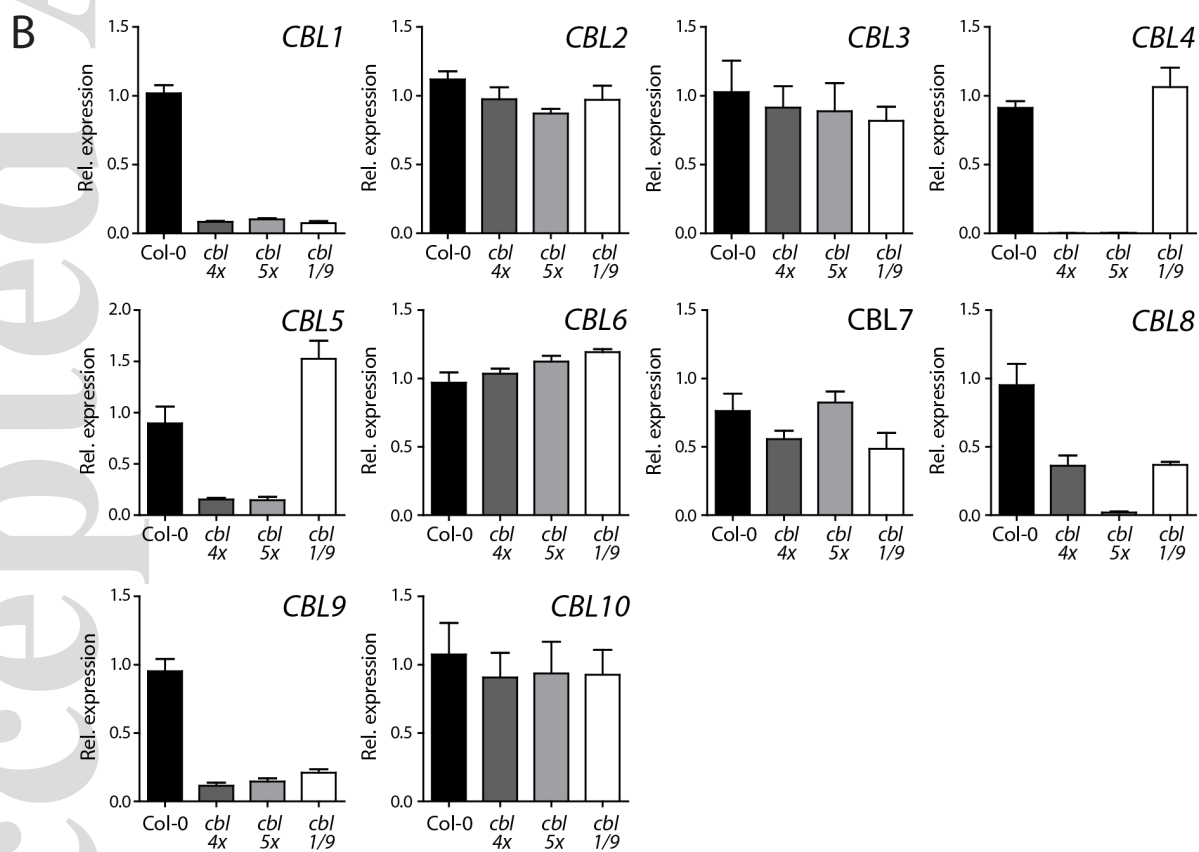 B
CBL1
Rel. expression
1.5
1.0
0.5
0.0
Col-0 cbl cbl cbl
4x 5x 1/9
CBL2
Rel. expression
1.5
1.0
0.5
0.0
Col-0 cbl cbl cbl
4x 5x 1/9
CBL3
Rel. expression
1.5
1.0
0.5
0.0
Col-0 cbl cbl cbl
4x 5x 1/9
CBL4
Rel. expression
1.5
1.0
0.5
0.0
Col-0 cbl cbl cbl
4x 5x 1/9
CBL5
Rel. expression
2.0
1.5
1.0
0.5
0.0
Col-0 cbl cbl cbl
4x 5x 1/9
CBL6
Rel. expression
1.5
1.0
0.5
0.0
Col-0 cbl cbl cbl
4x 5x 1/9
CBL7
Rel. expression
1.5
1.0
0.5
0.0
Col-0 cbl cbl cbl
4x 5x 1/9
CBL8
Rel. expression
1.5
1.0
0.5
0.0
Col-0 cbl cbl cbl
4x 5x 1/9
CBL9
Rel. expression
1.5
1.0
0.5
0.0
Col-0 cbl cbl cbl
4x 5x 1/9
CBL10
Rel. expression
1.5
1.0
0.5
0.0
Col-0 cbl cbl cbl
4x 5x 1/9